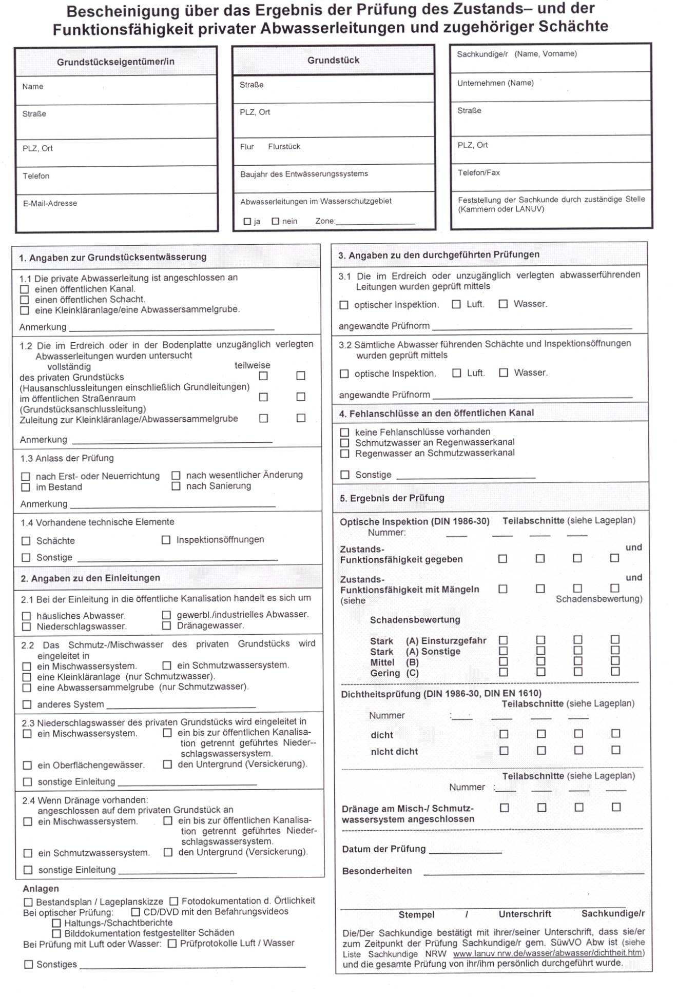 Bescheinigung über das Ergebnis der Prüfung des Zustands– und der
Funktionsfähigkeit privater Abwasserleitungen und zugehöriger Schächte
Grundstückseigentümer/in
Name
Straße
PLZ, Ort
Telefon
E-Mail-Adresse
Grundstück
Straße
PLZ, Ort
Flur Flurstück
Baujahr des Entwässerungssystems
Abwasserleitungen im Wasserschutzgebiet
ja nein Zone:
Sachkundige/r (Name, Vorname)
Unternehmen (Name)
Straße
PLZ, Ort
Telefon/Fax
Feststellung der Sachkunde durch zuständige Stelle
(Kammern oder LANUV)
1. Angaben zur Grundstücksentwässerung
1.1 Die private Abwasserleitung ist angeschlossen an
einen öffentlichen Kanal.
einen öffentlichen Schacht.
eine Kleinkläranlage/eine Abwassersammelgrube.
Anmerkung
1.2 Die im Erdreich oder in der Bodenplatte unzugänglich verlegten
Abwasserleitungen wurden untersucht
vollständig teilweise
des privaten Grundstücks
(Hausanschlussleitungen einschließlich Grundleitungen)
im öffentlichen Straßenraum
(Grundstücksanschlussleitung)
Zuleitung zur Kleinkläranlage/Abwassersammelgrube
Anmerkung
1.3 Anlass der Prüfung
nach Erst- oder Neuerrichtung nach wesentlicher Änderung
im Bestand nach Sanierung
Anmerkung
1.4 Vorhandene technische Elemente
Schächte Inspektionsöffnungen
Sonstige
2. Angaben zu den Einleitungen
2.1 Bei der Einleitung in die öffentliche Kanalisation handelt es sich um
häusliches Abwasser. gewerbl./industrielles Abwasser.
Niederschlagswasser. Dränagewasser.
2.2 Das Schmutz-/Mischwasser des privaten Grundstücks wird
eingeleitet in
ein Mischwassersystem. ein Schmutzwassersystem.
eine Kleinkläranlage (nur Schmutzwasser).
eine Abwassersammelgrube (nur Schmutzwasser).
anderes System
2.3 Niederschlagswasser des privaten Grundstücks wird eingeleitet in
ein Mischwassersystem. ein bis zur öffentlichen Kanalisa-
tion getrennt geführtes Nieder--
schlagswassersystem.
ein Oberflächengewässer. den Untergrund (Versickerung).
sonstige Einleitung
2.4 Wenn Dränage vorhanden:
angeschlossen auf dem privaten Grundstück an
ein Mischwassersystem. ein bis zur öffentlichen Kanalisa-
tion getrennt geführtes Nieder-
schlagswassersystem.
ein Schmutzwassersystem. den Untergrund (Versickerung).
sonstige Einleitung
Anlagen
Bestandsplan / Lageplanskizze Fotodokumentation d. Örtlichkeit
Bei optischer Prüfung: CD/DVD mit den Befahrungsvideos
Haltungs-/Schachtberichte
Bilddokumentation festgestellter Schäden
Bei Prüfung mit Luft oder Wasser: Prüfprotokolle Luft / Wasser
Sonstiges
3. Angaben zu den durchgeführten Prüfungen
3.1 Die im Erdreich oder unzugänglich verlegten abwasserführenden
Leitungen wurden geprüft mittels
optischer Inspektion. Luft. Wasser.
angewandte Prüfnorm
3.2 Sämtliche Abwasser führenden Schächte und Inspektionsöffnungen
wurden geprüft mittels
optische Inspektion. Luft. Wasser.
angewandte Prüfnorm
4. Fehlanschlüsse an den öffentlichen Kanal
keine Fehlanschlüsse vorhanden
Schmutzwasser an Regenwasserkanal
Regenwasser an Schmutzwasserkanal
Sonstige
5. Ergebnis der Prüfung
Optische Inspektion (DIN 1986-30) Teilabschnitte (siehe Lageplan)
Nummer:
Zustands- und
Funktionsfähigkeit gegeben
Zustands- und
Funktionsfähigkeit mit Mängeln
(siehe Schadensbewertung)
Schadensbewertung
Stark (A) Einsturzgefahr
Stark (A) Sonstige
Mittel (B)
Gering (C)
Dichtheitsprüfung (DIN 1986-30, DIN EN 1610)
Teilabschnitte (siehe Lageplan)
Nummer :
dicht
nicht dicht
Teilabschnitte (siehe Lageplan)
Nummer :
Dränage am Misch-/ Schmutz-
wassersystem angeschlossen
Datum der Prüfung
Besonderheiten
Stempel / Unterschrift Sachkundige/r
Die/Der Sachkundige bestätigt mit ihrer/seiner Unterschrift, dass sie/er
zum Zeitpunkt der Prüfung Sachkundige/r gem. SüwVO Abw ist (siehe
Liste Sachkundige NRW www.lanuv.nrw.de/wasser/abwasser/dichtheit.htm)
und die gesamte Prüfung von ihr/ihm persönlich durchgeführt wurde.